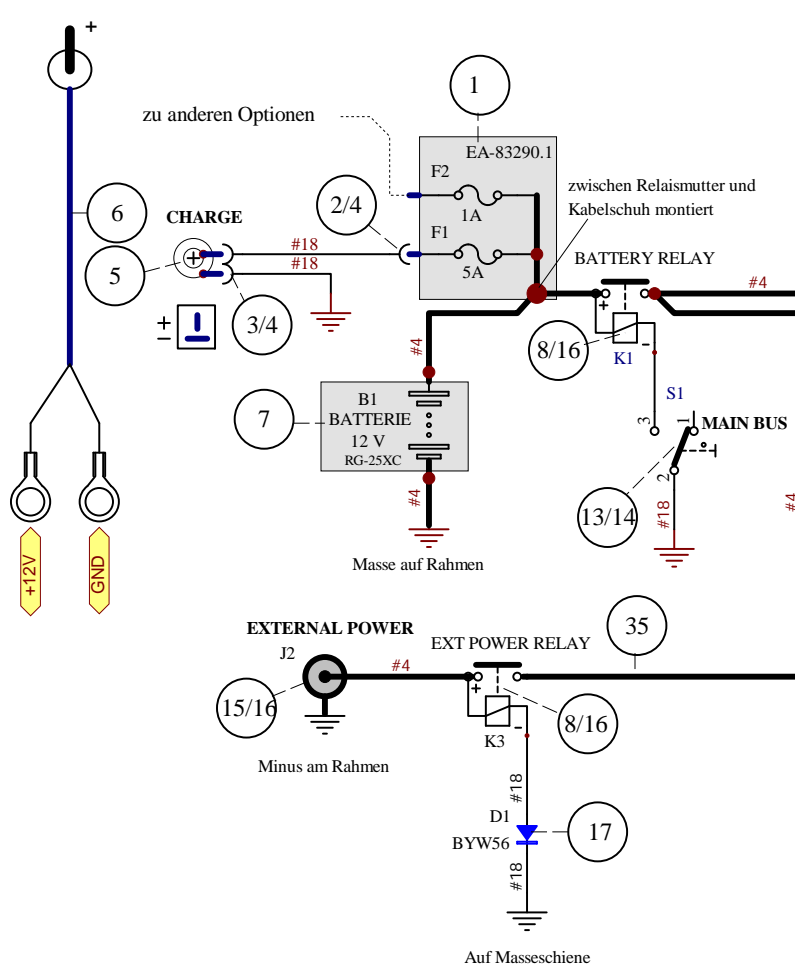 +
1
zu anderen Optionen
EA-83290.1
F2
1A
zwischen Relaismutter und
Kabelschuh montiert
2/4
6
CHARGE
F1
5A
#18
#18
5
BATTERY RELAY
#4
+
−
3/4
+
−
8/16
K1
#4
S1
7
B1
BATTERIE
12 V
RG-25XC
3
1
MAIN BUS
2
13/14
#18
#4
#4
Masse auf Rahmen
+12V
GND
35
EXTERNAL POWER
EXT POWER RELAY
J2
#4
15/16
+
−
8/16
K3
Minus am Rahmen
#18
D1
BYW56
17
#18
Auf Masseschiene